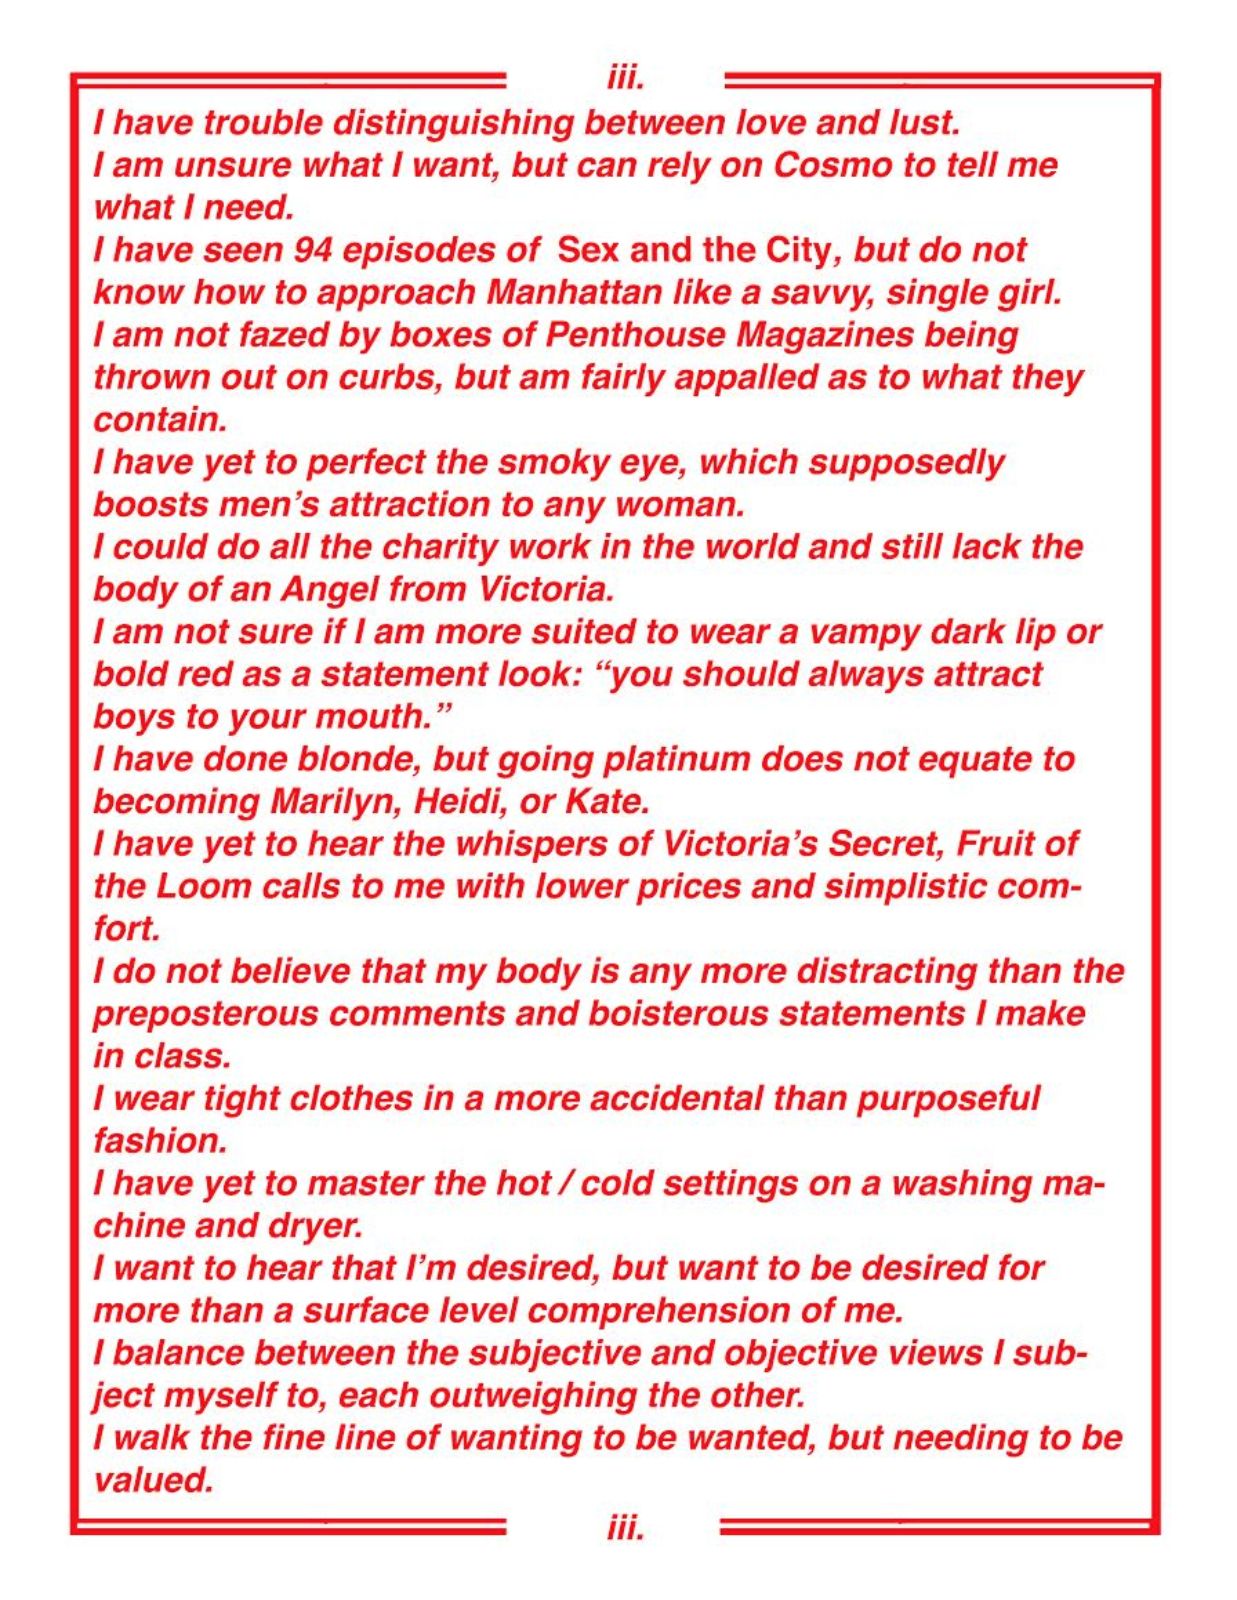 iii.
I have trouble distinguishing between love and lust.
I am unsure what I want, but can rely on Cosmo to tell me
what I need.
I have seen 94 episodes of Sex and the City, but do not
know how to approach Manhattan like a savvy, single girl.
I am not fazed by boxes of Penthouse Magazines being
thrown out on curbs, but am fairly appalled as to what they
contain.
I have yet to perfect the smoky eye, which supposedly
boosts men’s attraction to any woman.
I could do all the charity work in the world and still lack the
body of an Angel from Victoria.
I am not sure if I am more suited to wear a vampy dark lip or
bold red as a statement look: “you should always attract
boys to your mouth.”
I have done blonde, but going platinum does not equate to
becoming Marilyn, Heidi, or Kate.
I have yet to hear the whispers of Victoria’s Secret, Fruit of
the Loom calls to me with lower prices and simplistic com-
fort.
I do not believe that my body is any more distracting than the
preposterous comments and boisterous statements I make
in class.
I wear tight clothes in a more accidental than purposeful
fashion.
I have yet to master the hot / cold settings on a washing ma-
chine and dryer.
I want to hear that I’m desired, but want to be desired for
more than a surface level comprehension of me.
I balance between the subjective and objective views I sub-
ject myself to, each outweighing the other.
I walk the fine line of wanting to be wanted, but needing to be
valued.
iii.